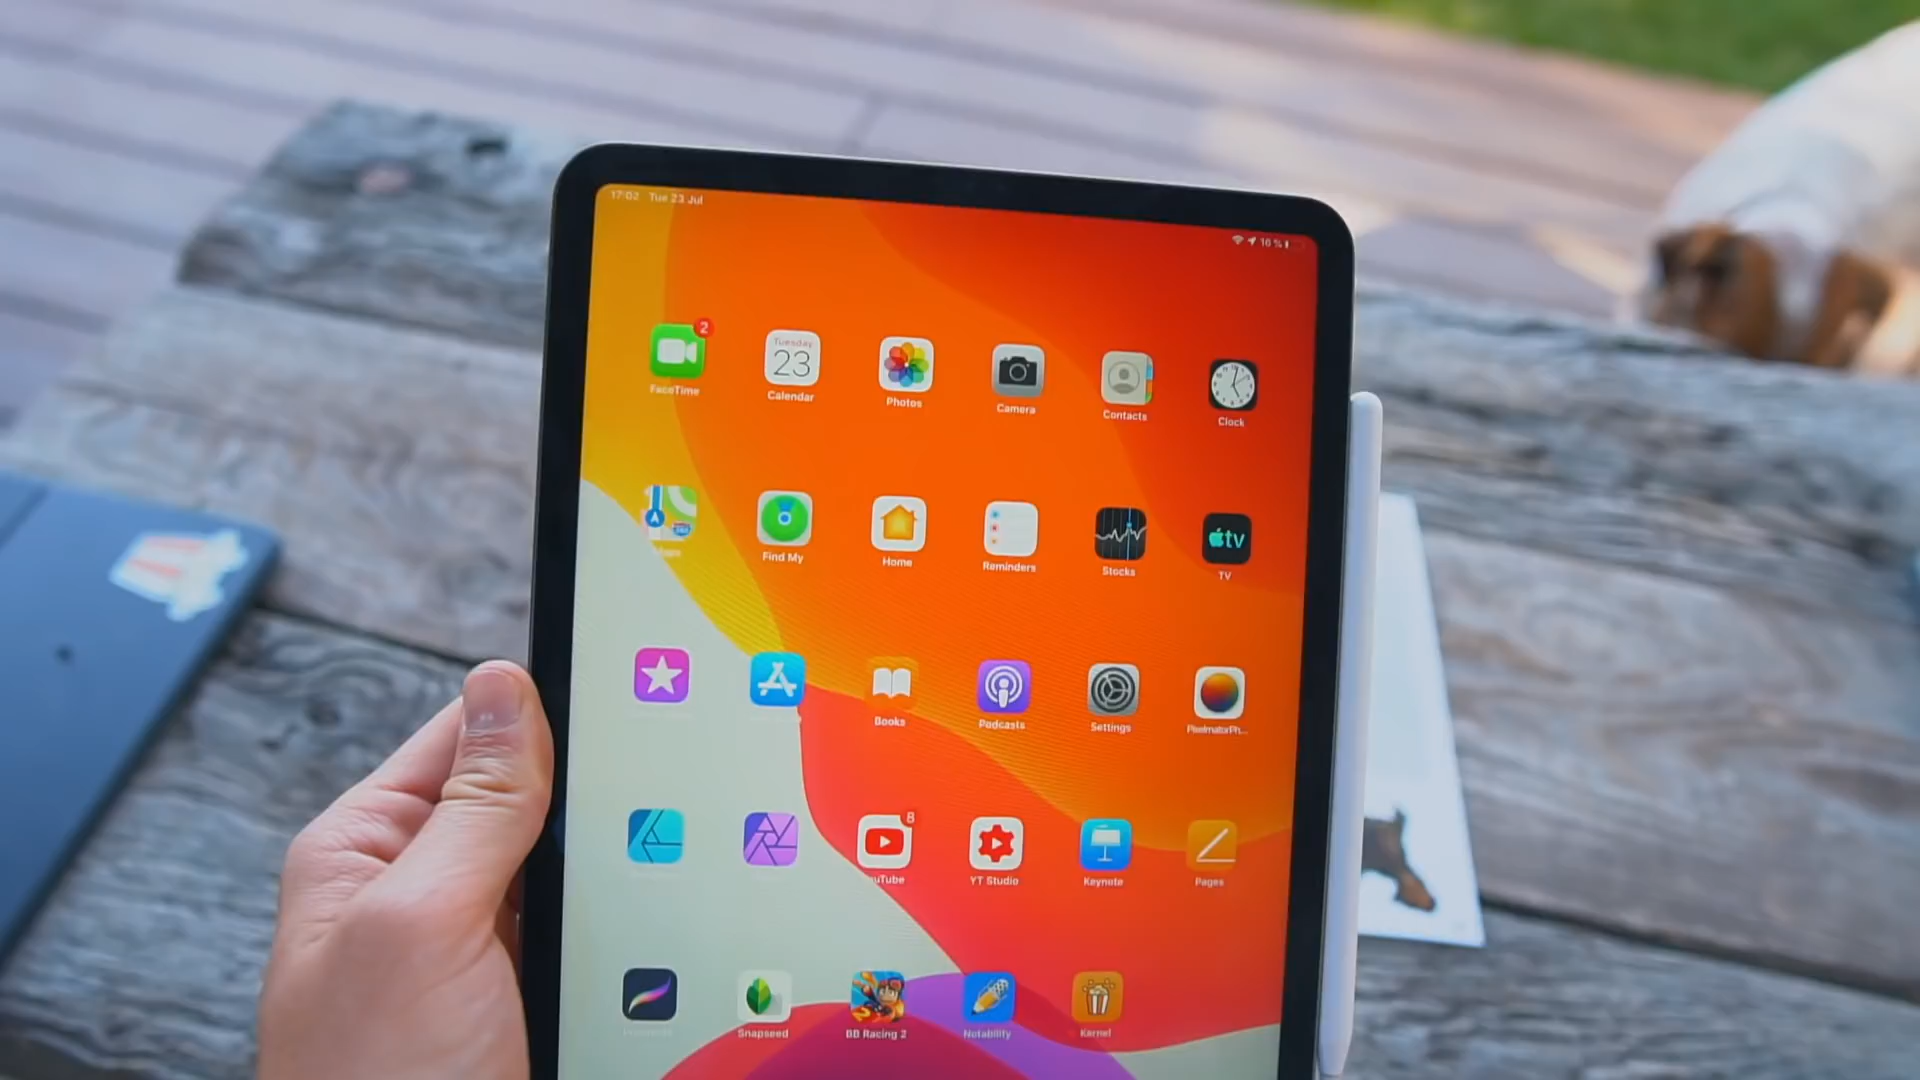 17:02 Tue 23 Jul
16 %
2
Tuesday
23
FaceTime
Calendar
Photos
Camera
Contacts
Clock
Find My
Home
Reminders
Stocks
tv
TV
Books
Podcasts
Settings
PixelmatorPh...
8
uTube
YT Studio
Keynote
Pages
Snapseed
BB Racing 2
Notability
Kernel